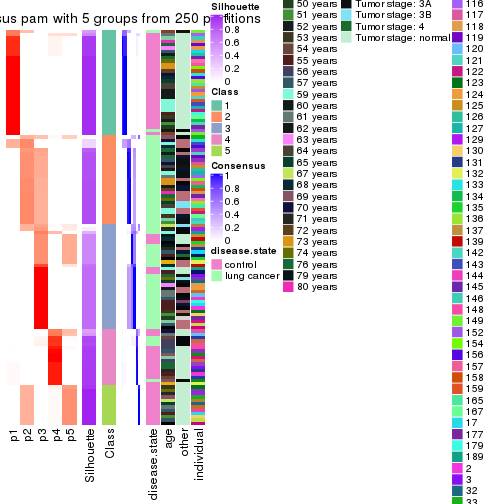 sus pam with 5 groups from 250 partitions
p1
p2
p3
p4
p5
Silhouette
Class
disease.state
age
other
individual
Silhouette
1
0.8
0.6
0.4
0.2
0
Class
1
2
3
4
5
Consensus
1
0.8
0.6
0.4
0.2
0
disease.state
control
lung cancer
50 years
51 years
52 years
53 years
54 years
55 years
56 years
57 years
59 years
60 years
61 years
62 years
63 years
64 years
65 years
67 years
68 years
69 years
70 years
71 years
72 years
73 years
74 years
76 years
79 years
80 years
Tumor stage: 3A
Tumor stage: 3B
Tumor stage: 4
Tumor stage: normal
116
117
118
119
120
121
122
123
124
125
126
127
129
130
131
132
133
134
135
136
137
139
142
143
144
145
146
148
149
152
154
156
157
158
159
165
167
17
177
179
189
2
3
32
33